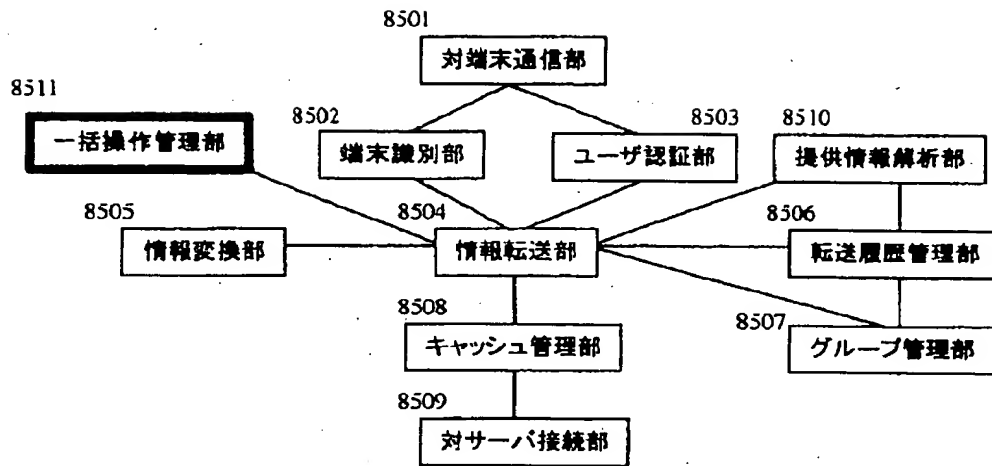 8501
対端末通信部
8511
一括操作管理部
8502
端末識別部
8503
ユーザ認証部
8510
提供情報解析部
8505
情報変換部
8504
情報転送部
8506
転送履歴管理部
8508
キャッシュ管理部
8507
グループ管理部
8509
対サーバ接続部